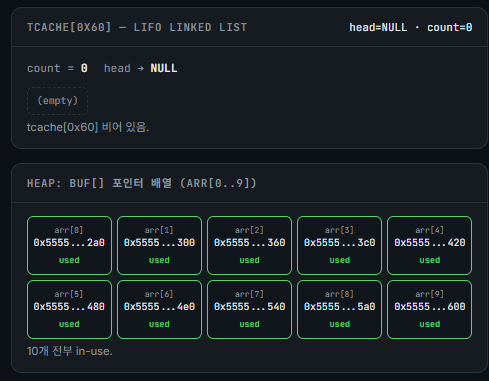 TCACHE[0X60] — LIFO LINKED LIST head=NULL · count=0
count = 0 head → NULL
(empty)
tcache[0x60] 비어 있음.
HEAP: BUF[] 포인터 배열 (ARR[0..9])
arr[0] arr[1] arr[2] arr[3] arr[4]
0x5555...2a0 0x5555...300 0x5555...360 0x5555...3c0 0x5555...420
used used used used used
arr[5] arr[6] arr[7] arr[8] arr[9]
0x5555...480 0x5555...4e0 0x5555...540 0x5555...5a0 0x5555...600
used used used used used
10개 전부 in-use.